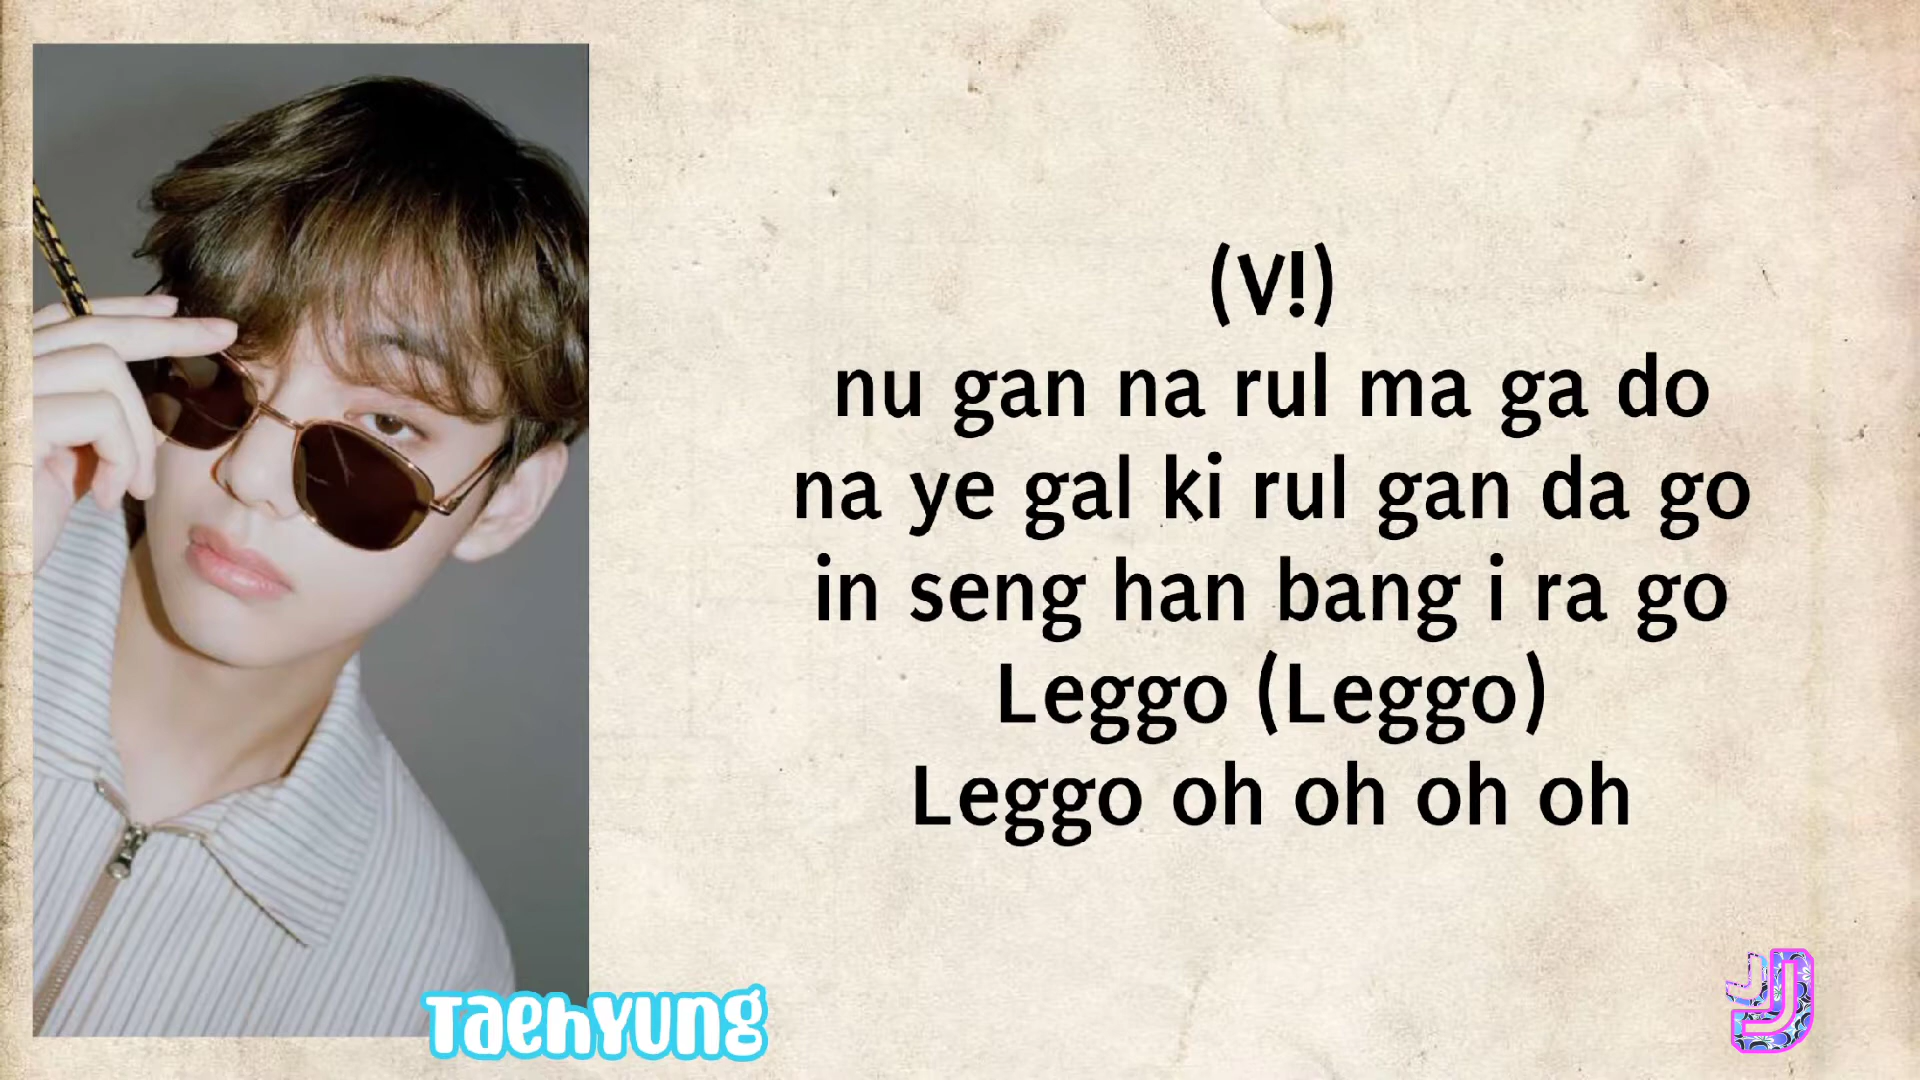 (V!)
nu gan na rul ma ga do
na ye gal ki rul gan da go
in seng han bang i ra go
Leggo (Leggo)
Leggo oh oh oh oh
Taehyung
JJ